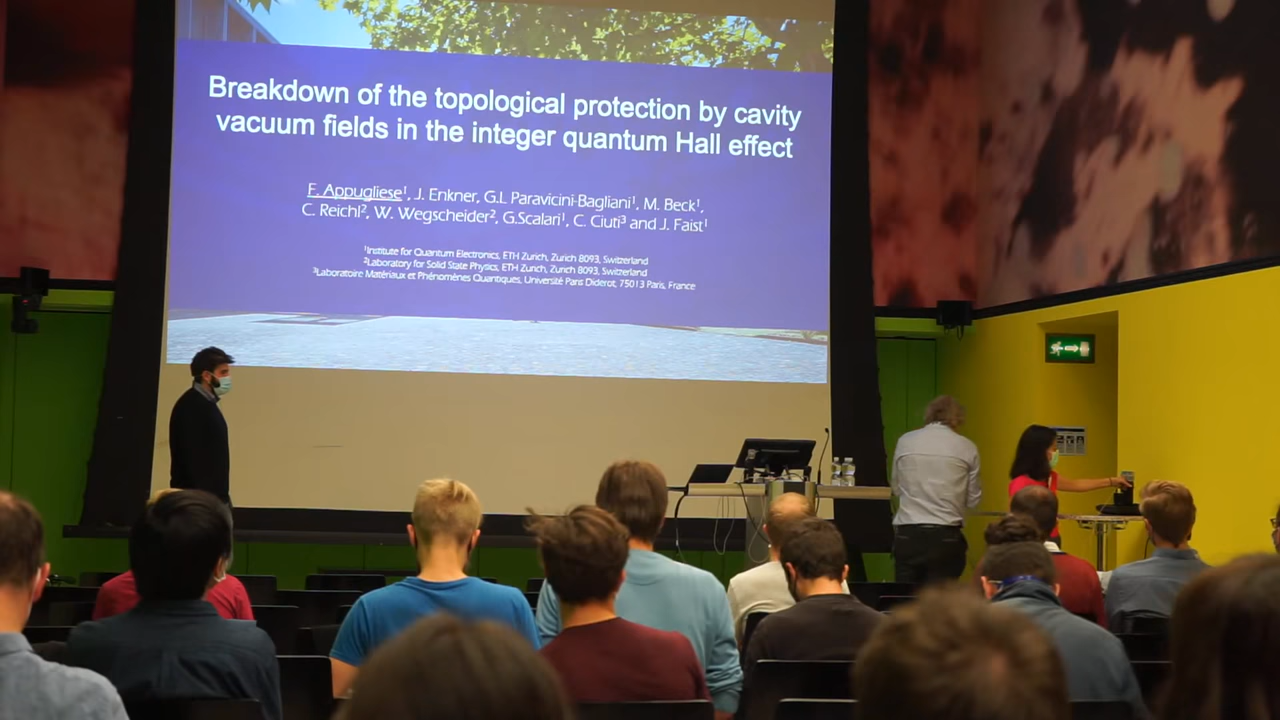 Breakdown of the topological protection by cavity
vacuum fields in the integer quantum Hall effect
F. Appugliese¹, J. Enkner, G.L Paravicini-Bagliani¹, M. Beck¹,
C. Reichl², W. Wegscheider², G.Scalari¹, C. Ciuti³ and J. Faist¹
¹Institute for Quantum Electronics, ETH Zurich, Zurich 8093, Switzerland
²Laboratory for Solid State Physics, ETH Zurich, Zurich 8093, Switzerland
³Laboratoire Matériaux et Phénomènes Quantiques, Université Paris Diderot, 75013 Paris, France